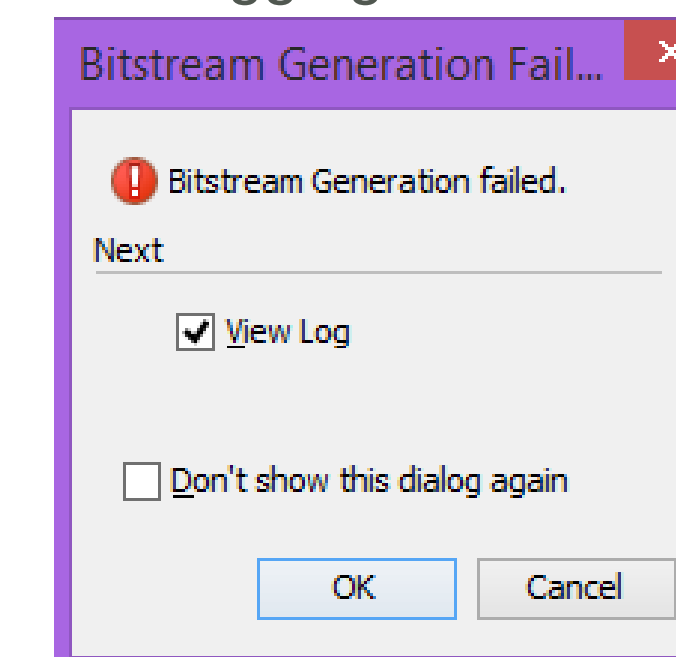 Bitstream Generation Fail...
Bitstream Generation failed.
Next
View Log
Don't show this dialog again
OK Cancel